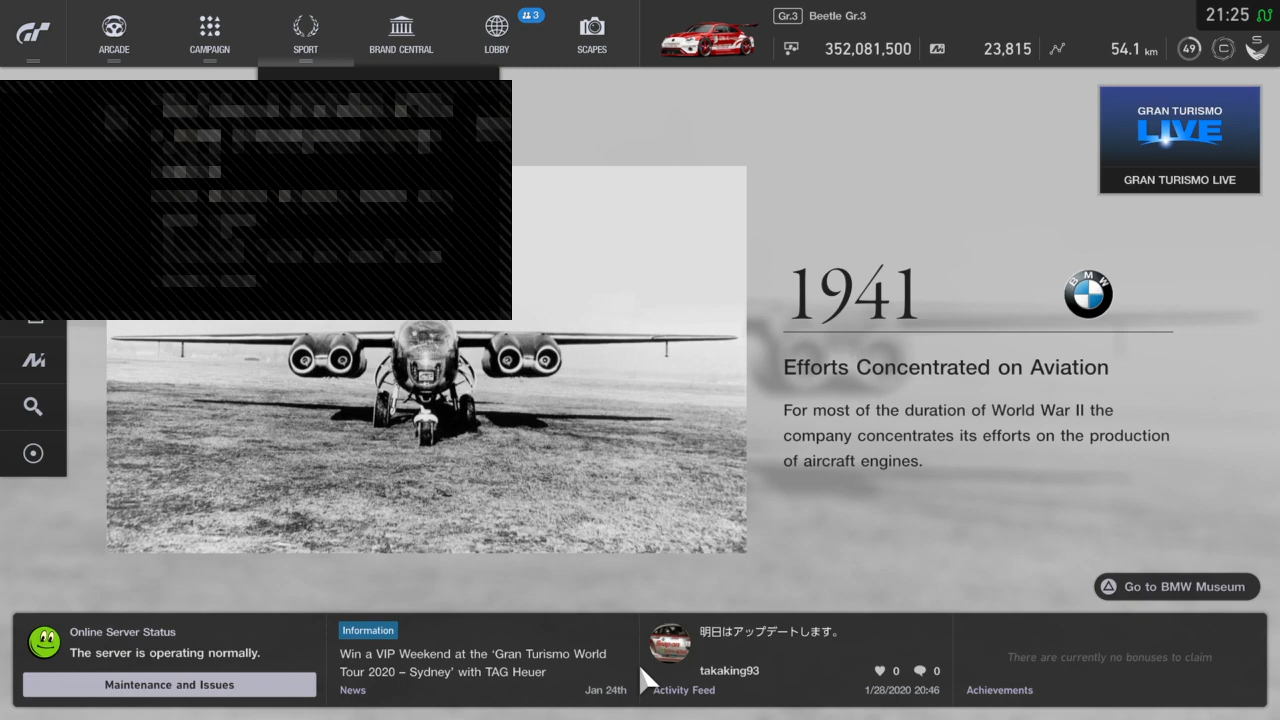 GT
ARCADE
CAMPAIGN
SPORT
BRAND CENTRAL
LOBBY
3
SCAPES
Gr.3 Beetle Gr.3
352,081,500
23,815
54.1 km
49
C
S
21:25
GRAN TURISMO
LIVE
GRAN TURISMO LIVE
1941
BMW
Efforts Concentrated on Aviation
For most of the duration of World War II the
company concentrates its efforts on the production
of aircraft engines.
Go to BMW Museum
Online Server Status
The server is operating normally.
Maintenance and Issues
Information
Win a VIP Weekend at the ‘Gran Turismo World
Tour 2020 – Sydney’ with TAG Heuer
News
Jan 24th
明日はアップデートします。
takaking93
0
0
Activity Feed
1/28/2020 20:46
There are currently no bonuses to claim
Achievements